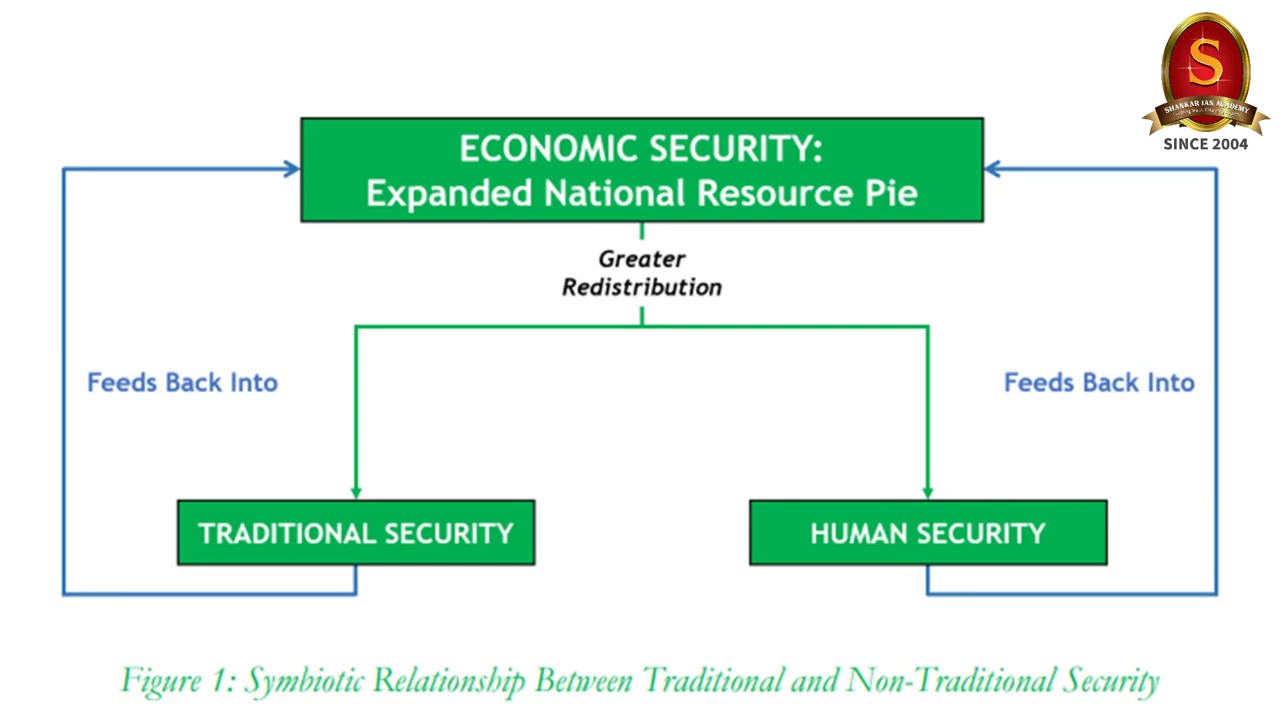 S
SHANKAR IAS ACADEMY
SINCE 2004
ECONOMIC SECURITY:
Expanded National Resource Pie
Greater
Redistribution
Feeds Back Into
Feeds Back Into
TRADITIONAL SECURITY
HUMAN SECURITY
Figure 1: Symbiotic Relationship Between Traditional and Non-Traditional Security